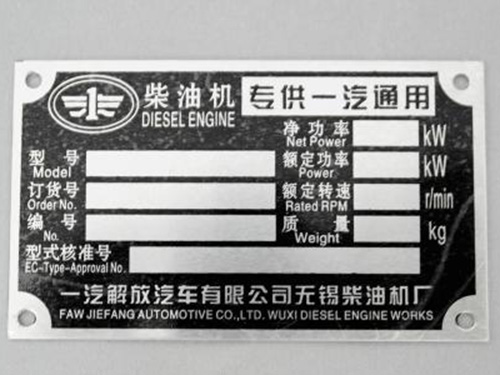 柴油机 专供一汽通用
DIESEL ENGINE
净功率 kW
Net Power
型号 额定功率 kW
Model Power
订货号 额定转速 r/min
Order No. Rated RPM
编号 质量 kg
No. Weight
型式核准号
EC-Type-Approval No.
一汽解放汽车有限公司无锡柴油机厂
FAW JIEFANG AUTOMOTIVE CO.,LTD. WUXI DIESEL ENGINE WORKS